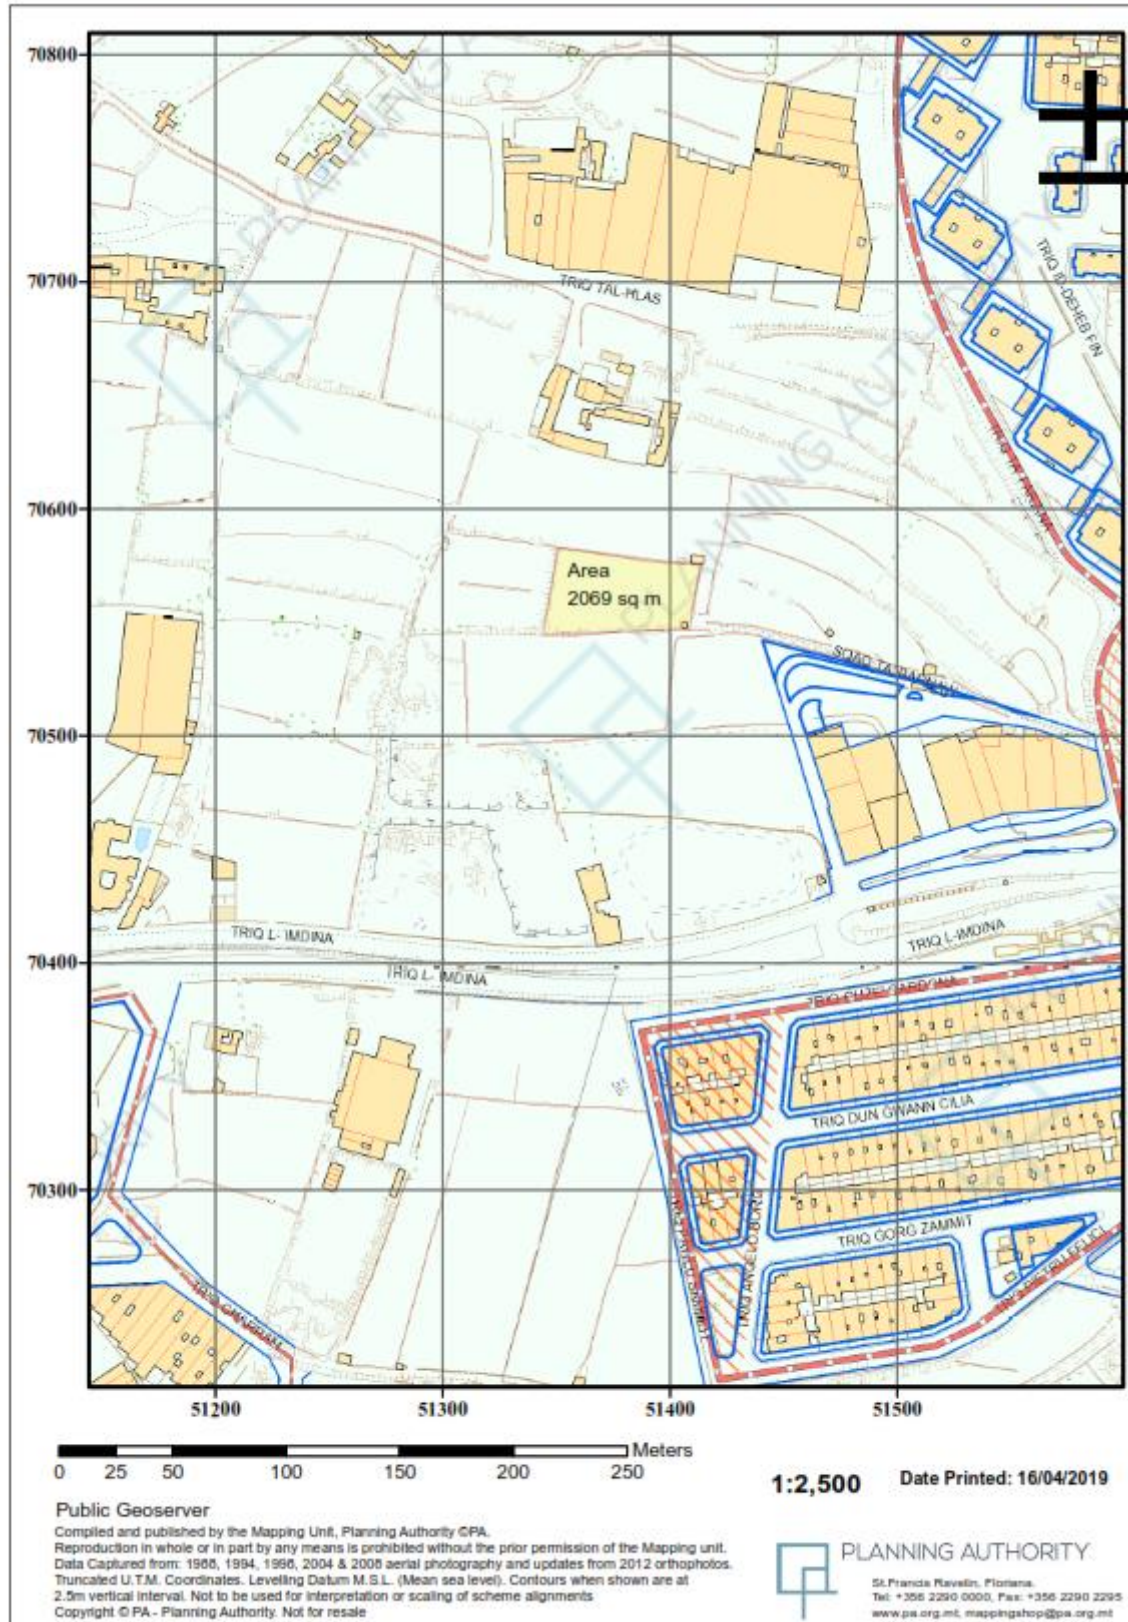 70800
TRIQ TAL-HLAS
TRIQ ID-DEHEB FIN
70700
70600
Area
2069 sq m
70500
TRIQ L- IMDINA
TRIQ L-IMDINA
70400
TRIQ L- IMDINA
TRIQ DUN GWANN CILIA
70300
TRIQ ANGELO BORG
TRIQ GORG ZAMMIT
51200
51300
51400
51500
Meters
0 25 50 100 150 200 250
1:2,500
Date Printed: 16/04/2019
Public Geoserver
Compiled and published by the Mapping Unit, Planning Authority ©PA.
Reproduction in whole or in part by any means is prohibited without the prior permission of the Mapping unit.
Data Captured from: 1988, 1994, 1998, 2004 & 2008 aerial photography and updates from 2012 orthophotos.
Truncated U.T.M. Coordinates. Levelling Datum M.S.L. (Mean sea level). Contours when shown are at
2.5m vertical interval. Not to be used for interpretation or scaling of scheme alignments
Copyright © PA - Planning Authority. Not for resale
PLANNING AUTHORITY
St.Francis Ravelin, Floriana.
Tel: +356 2290 0000, Fax: +356 2290 2295
www.pa.org.mt, mappingshop@pa.org.mt
PLANNING AUTHORITY